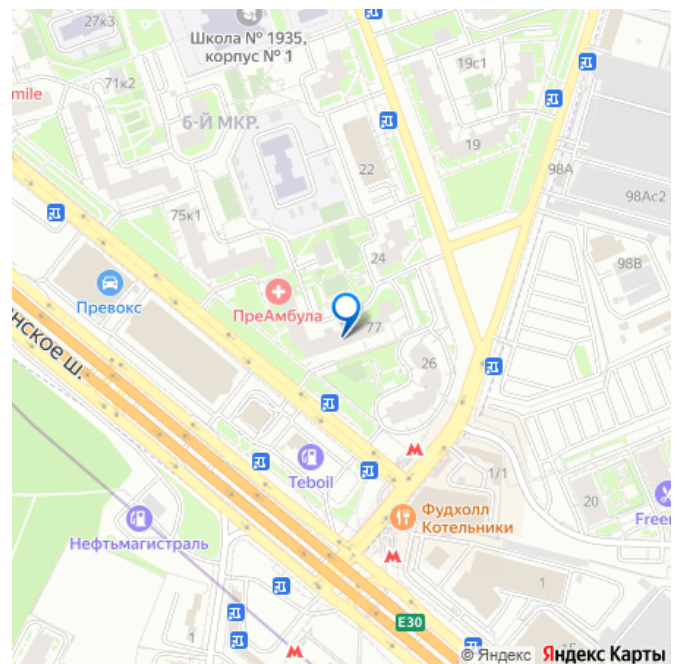 27к3
Школа № 1935,
корпус № 1
71к2
mile
6-Й МКР.
19с1
19
22
98А
98Ас2
98В
75к1
24
Превокс
ПреАмбула
77
нское ш.
26
Teboil
М
1/1
Фудхолл
Котельники
20
Freer
Нефтьмагистраль
М
1
1
E30
М
© Яндекс Яндекс Карты